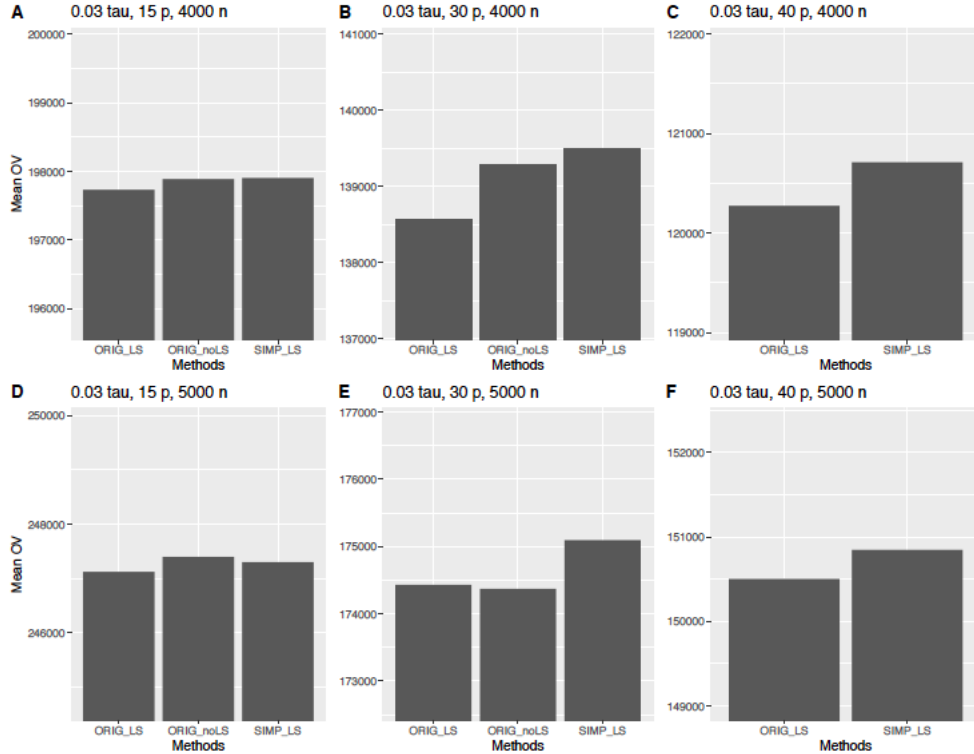 A 0.03 tau, 15 p, 4000 n
200000
199000
198000
197000
196000
Mean OV
ORIG_LS ORIG_noLS SIMP_LS
Methods
B 0.03 tau, 30 p, 4000 n
141000
140000
139000
138000
137000
ORIG_LS ORIG_noLS SIMP_LS
Methods
C 0.03 tau, 40 p, 4000 n
122000
121000
120000
119000
ORIG_LS SIMP_LS
Methods
D 0.03 tau, 15 p, 5000 n
250000
248000
246000
Mean OV
ORIG_LS ORIG_noLS SIMP_LS
Methods
E 0.03 tau, 30 p, 5000 n
177000
176000
175000
174000
173000
ORIG_LS ORIG_noLS SIMP_LS
Methods
F 0.03 tau, 40 p, 5000 n
152000
151000
150000
149000
ORIG_LS SIMP_LS
Methods